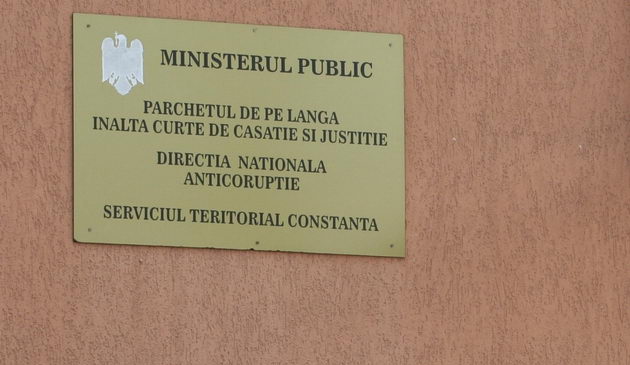 MINISTERUL PUBLIC
PARCHETUL DE PE LANGA
INALTA CURTE DE CASATIE SI JUSTITIE
DIRECTIA NATIONALA
ANTICORUPTIE
SERVICIUL TERITORIAL CONSTANTA